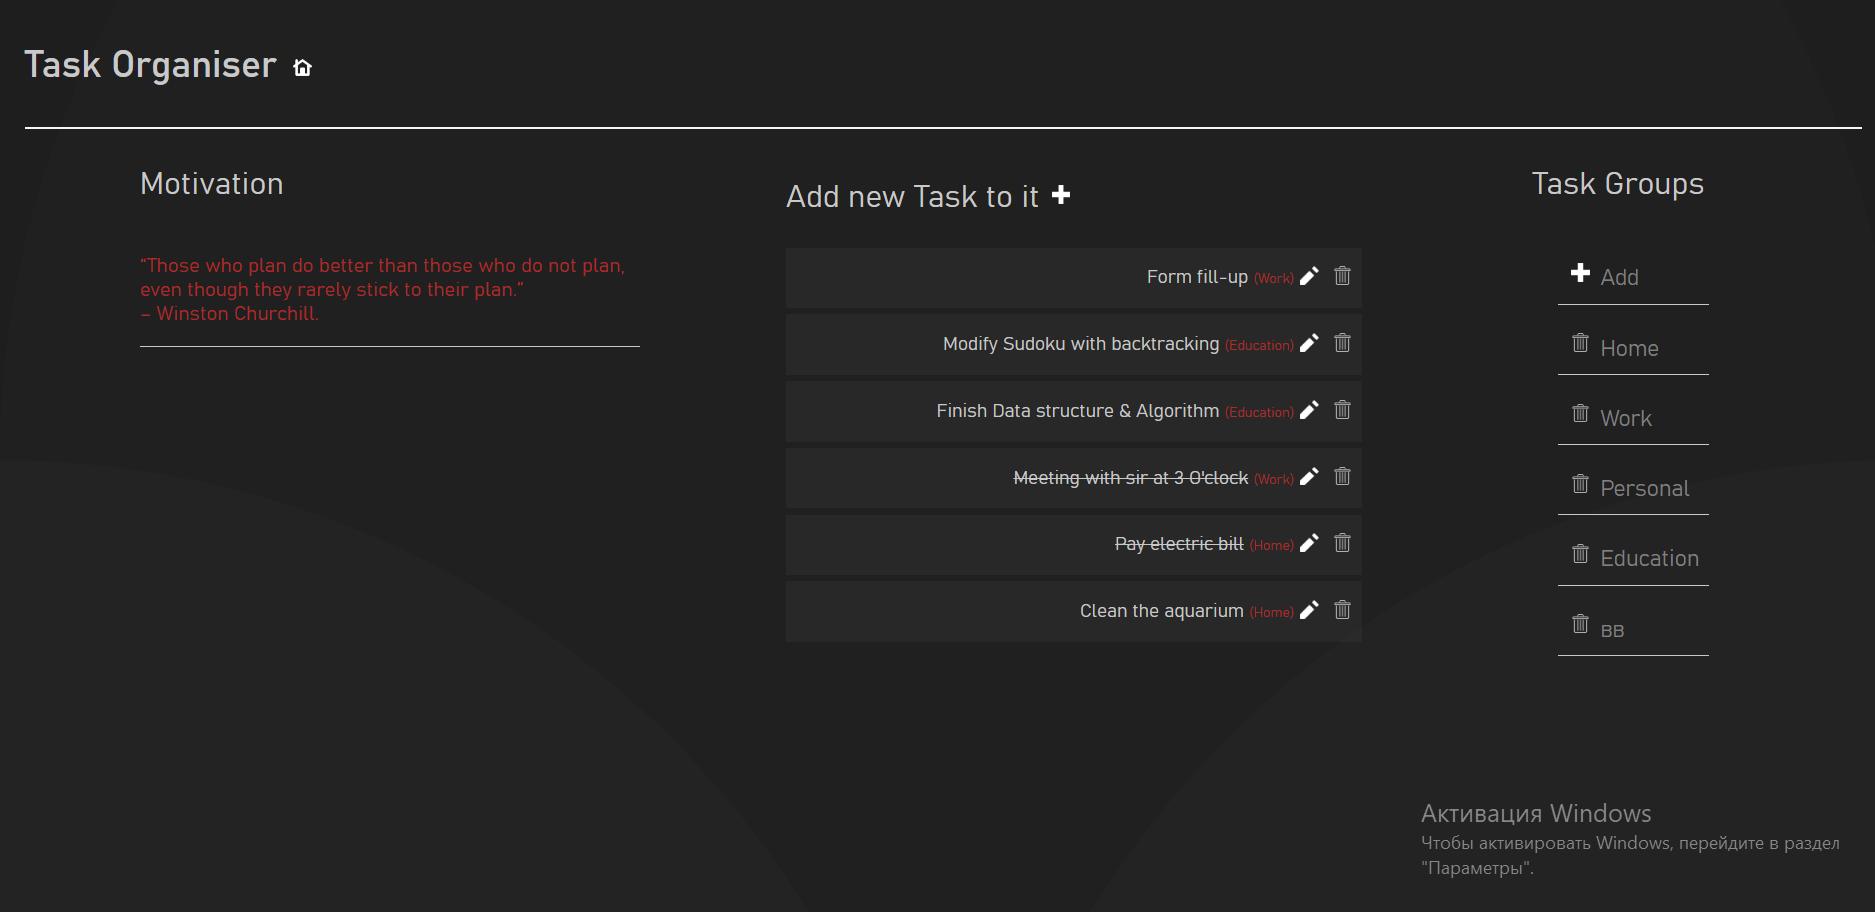 Task Organiser
Motivation
"Those who plan do better than those who do not plan,
even though they rarely stick to their plan."
– Winston Churchill.
Add new Task to it
Form fill-up (Work)
Modify Sudoku with backtracking (Education)
Finish Data structure & Algorithm (Education)
Meeting with sir at 3 O'clock (Work)
Pay electric bill (Home)
Clean the aquarium (Home)
Task Groups
Add
Home
Work
Personal
Education
вв
Активация Windows
Чтобы активировать Windows, перейдите в раздел
"Параметры".